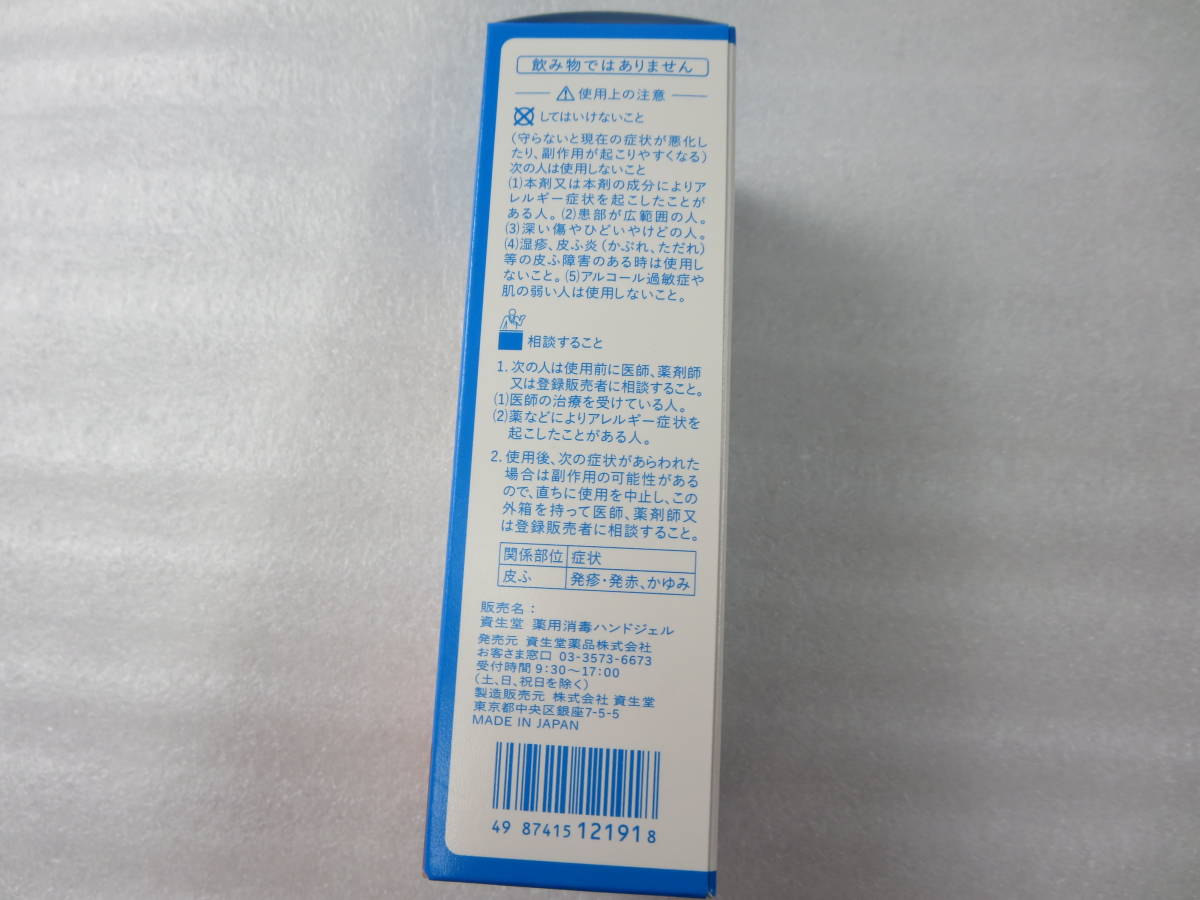 飲み物ではありません
使用上の注意
してはいけないこと
(守らないと現在の症状が悪化し
たり、副作用が起こりやすくなる)
次の人は使用しないこと
(1)本剤又は本剤の成分によりア
レルギー症状を起こしたことが
ある人。(2)患部が広範囲の人。
(3)深い傷やひどいやけどの人。
(4)湿疹、皮ふ炎(かぶれ、ただれ)
等の皮ふ障害のある時は使用し
ないこと。(5)アルコール過敏症や
肌の弱い人は使用しないこと。
相談すること
1. 次の人は使用前に医師、薬剤師
又は登録販売者に相談すること。
(1)医師の治療を受けている人。
(2)薬などによりアレルギー症状を
起こしたことがある人。
2. 使用後、次の症状があらわれた
場合は副作用の可能性がある
ので、直ちに使用を中止し、この
外箱を持って医師、薬剤師又
は登録販売者に相談すること。
関係部位 症状
皮ふ 発疹・発赤、かゆみ
販売名：
資生堂 薬用消毒ハンドジェル
発売元 資生堂薬品株式会社
お客さま窓口 03-3573-6673
受付時間 9:30〜17:00
(土、日、祝日を除く)
製造販売元 株式会社 資生堂
東京都中央区銀座7-5-5
MADE IN JAPAN
49 87415 121918